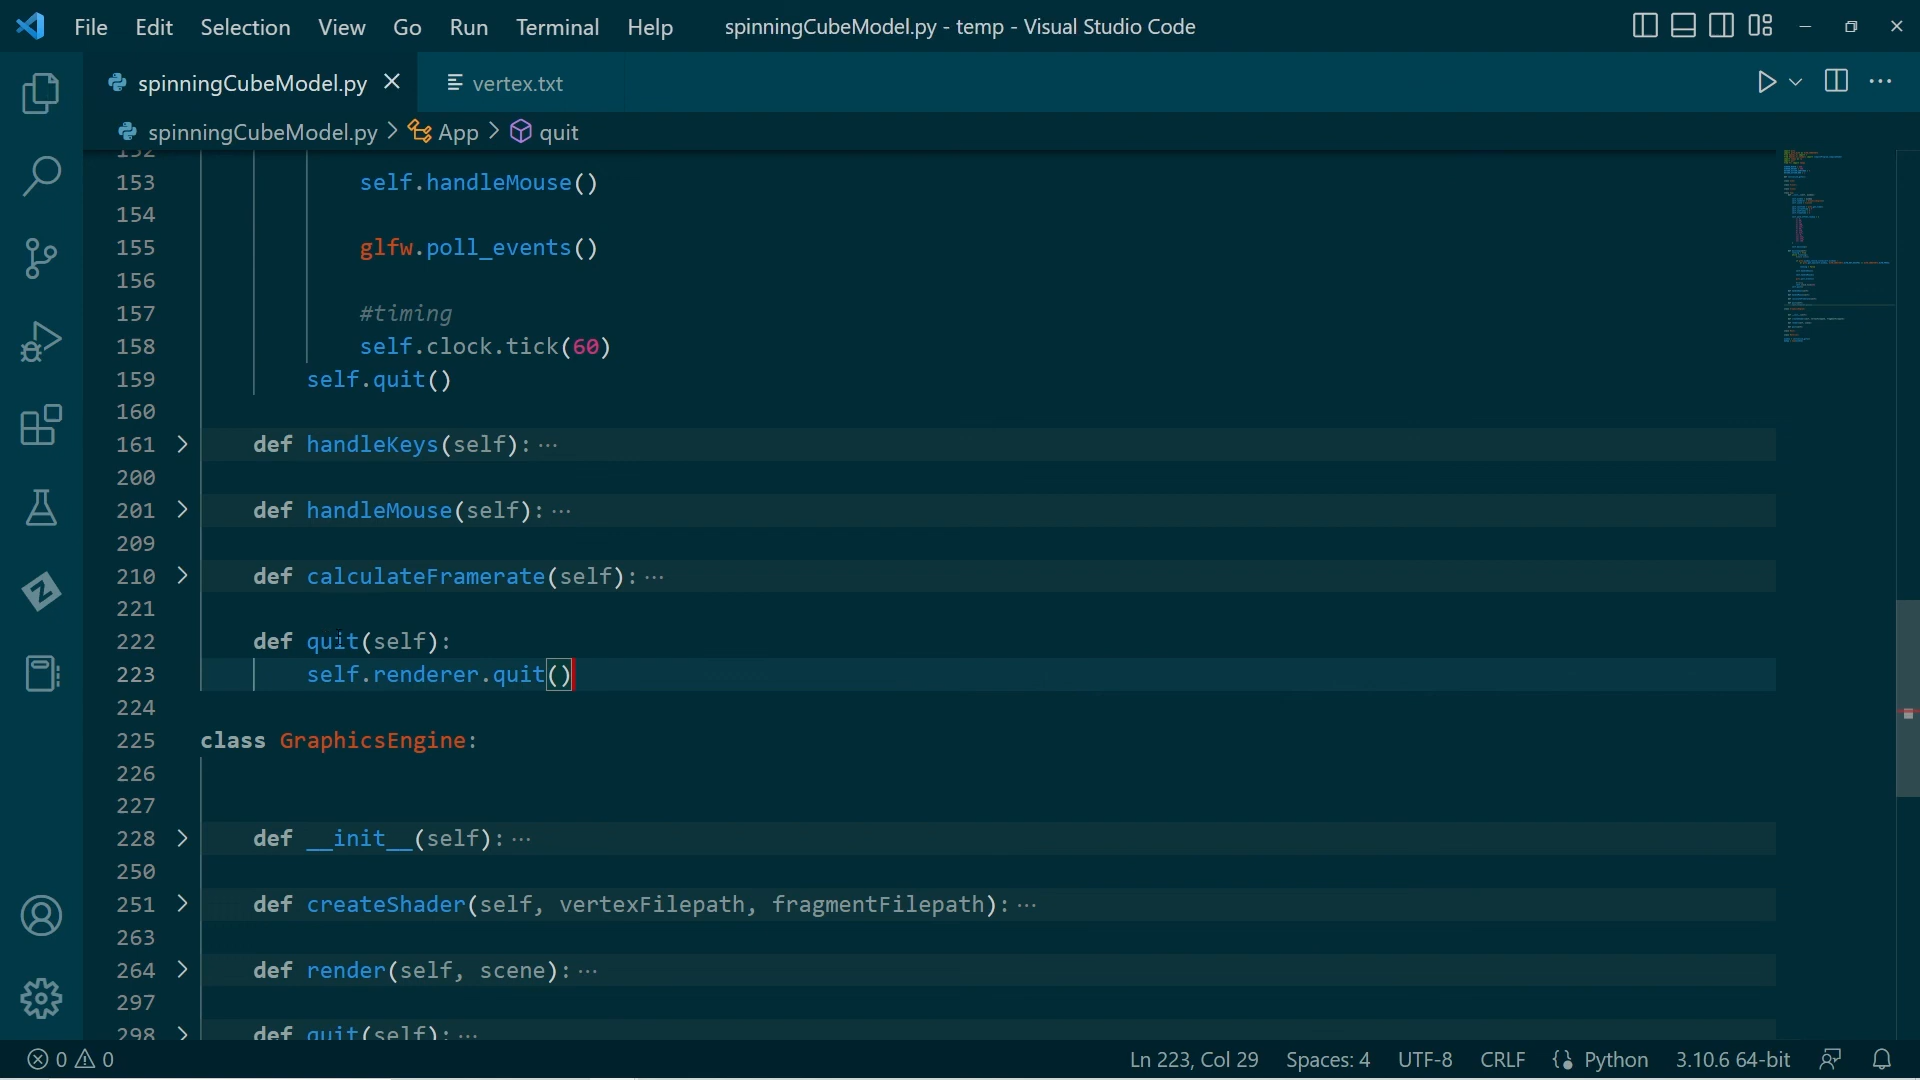 File Edit Selection View Go Run Terminal Help spinningCubeModel.py - temp - Visual Studio Code
spinningCubeModel.py vertex.txt
spinningCubeModel.py > App > quit
152
153 self.handleMouse()
154
155 glfw.poll_events()
156
157 #timing
158 self.clock.tick(60)
159 self.quit()
160
161 def handleKeys(self):···
200
201 def handleMouse(self):···
209
210 def calculateFramerate(self):···
221
222 def quit(self):
223 self.renderer.quit()
224
225 class GraphicsEngine:
226
227
228 def __init__(self):···
250
251 def createShader(self, vertexFilepath, fragmentFilepath):···
263
264 def render(self, scene):···
297
298 def quit(self):···
0 0 Ln 223, Col 29 Spaces: 4 UTF-8 CRLF {} Python 3.10.6 64-bit